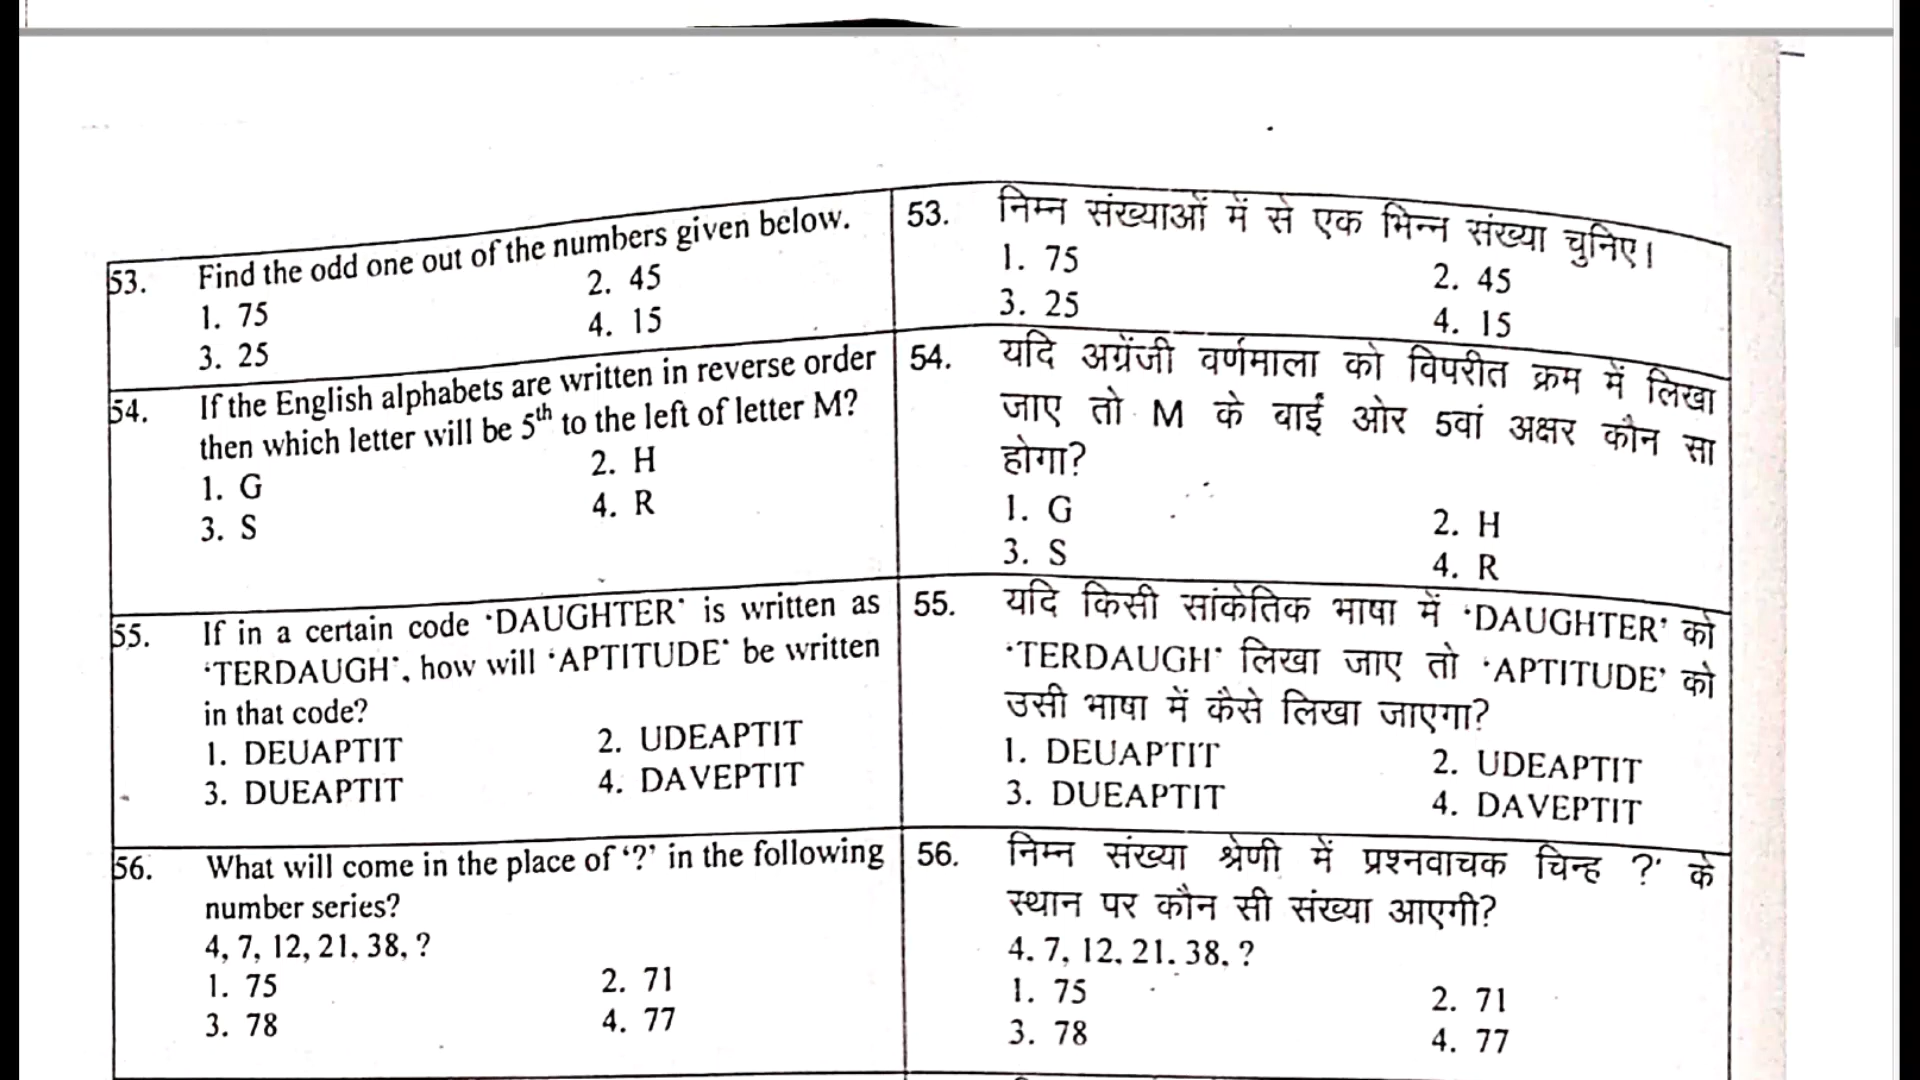 53. Find the odd one out of the numbers given below.
1. 75 2. 45
3. 25 4. 15
54. If the English alphabets are written in reverse order
then which letter will be 5th to the left of letter M?
1. G 2. H
3. S 4. R
55. If in a certain code 'DAUGHTER' is written as
'TERDAUGH', how will 'APTITUDE' be written
in that code?
1. DEUAPTIT 2. UDEAPTIT
3. DUEAPTIT 4. DAVEPTIT
56. What will come in the place of '?' in the following
number series?
4, 7, 12, 21, 38, ?
1. 75 2. 71
3. 78 4. 77
53. निम्न संख्याओं में से एक भिन्न संख्या चुनिए।
1. 75 2. 45
3. 25 4. 15
54. यदि अग्रेंजी वर्णमाला को विपरीत क्रम में लिखा
जाए तो M के बाईं ओर 5वां अक्षर कौन सा
होगा?
1. G 2. H
3. S 4. R
55. यदि किसी सांकेतिक भाषा में 'DAUGHTER' को
'TERDAUGH' लिखा जाए तो 'APTITUDE' को
उसी भाषा में कैसे लिखा जाएगा?
1. DEUAPTIT 2. UDEAPTIT
3. DUEAPTIT 4. DAVEPTIT
56. निम्न संख्या श्रेणी में प्रश्नवाचक चिन्ह ?' के
स्थान पर कौन सी संख्या आएगी?
4. 7, 12, 21. 38. ?
1. 75 2. 71
3. 78 4. 77